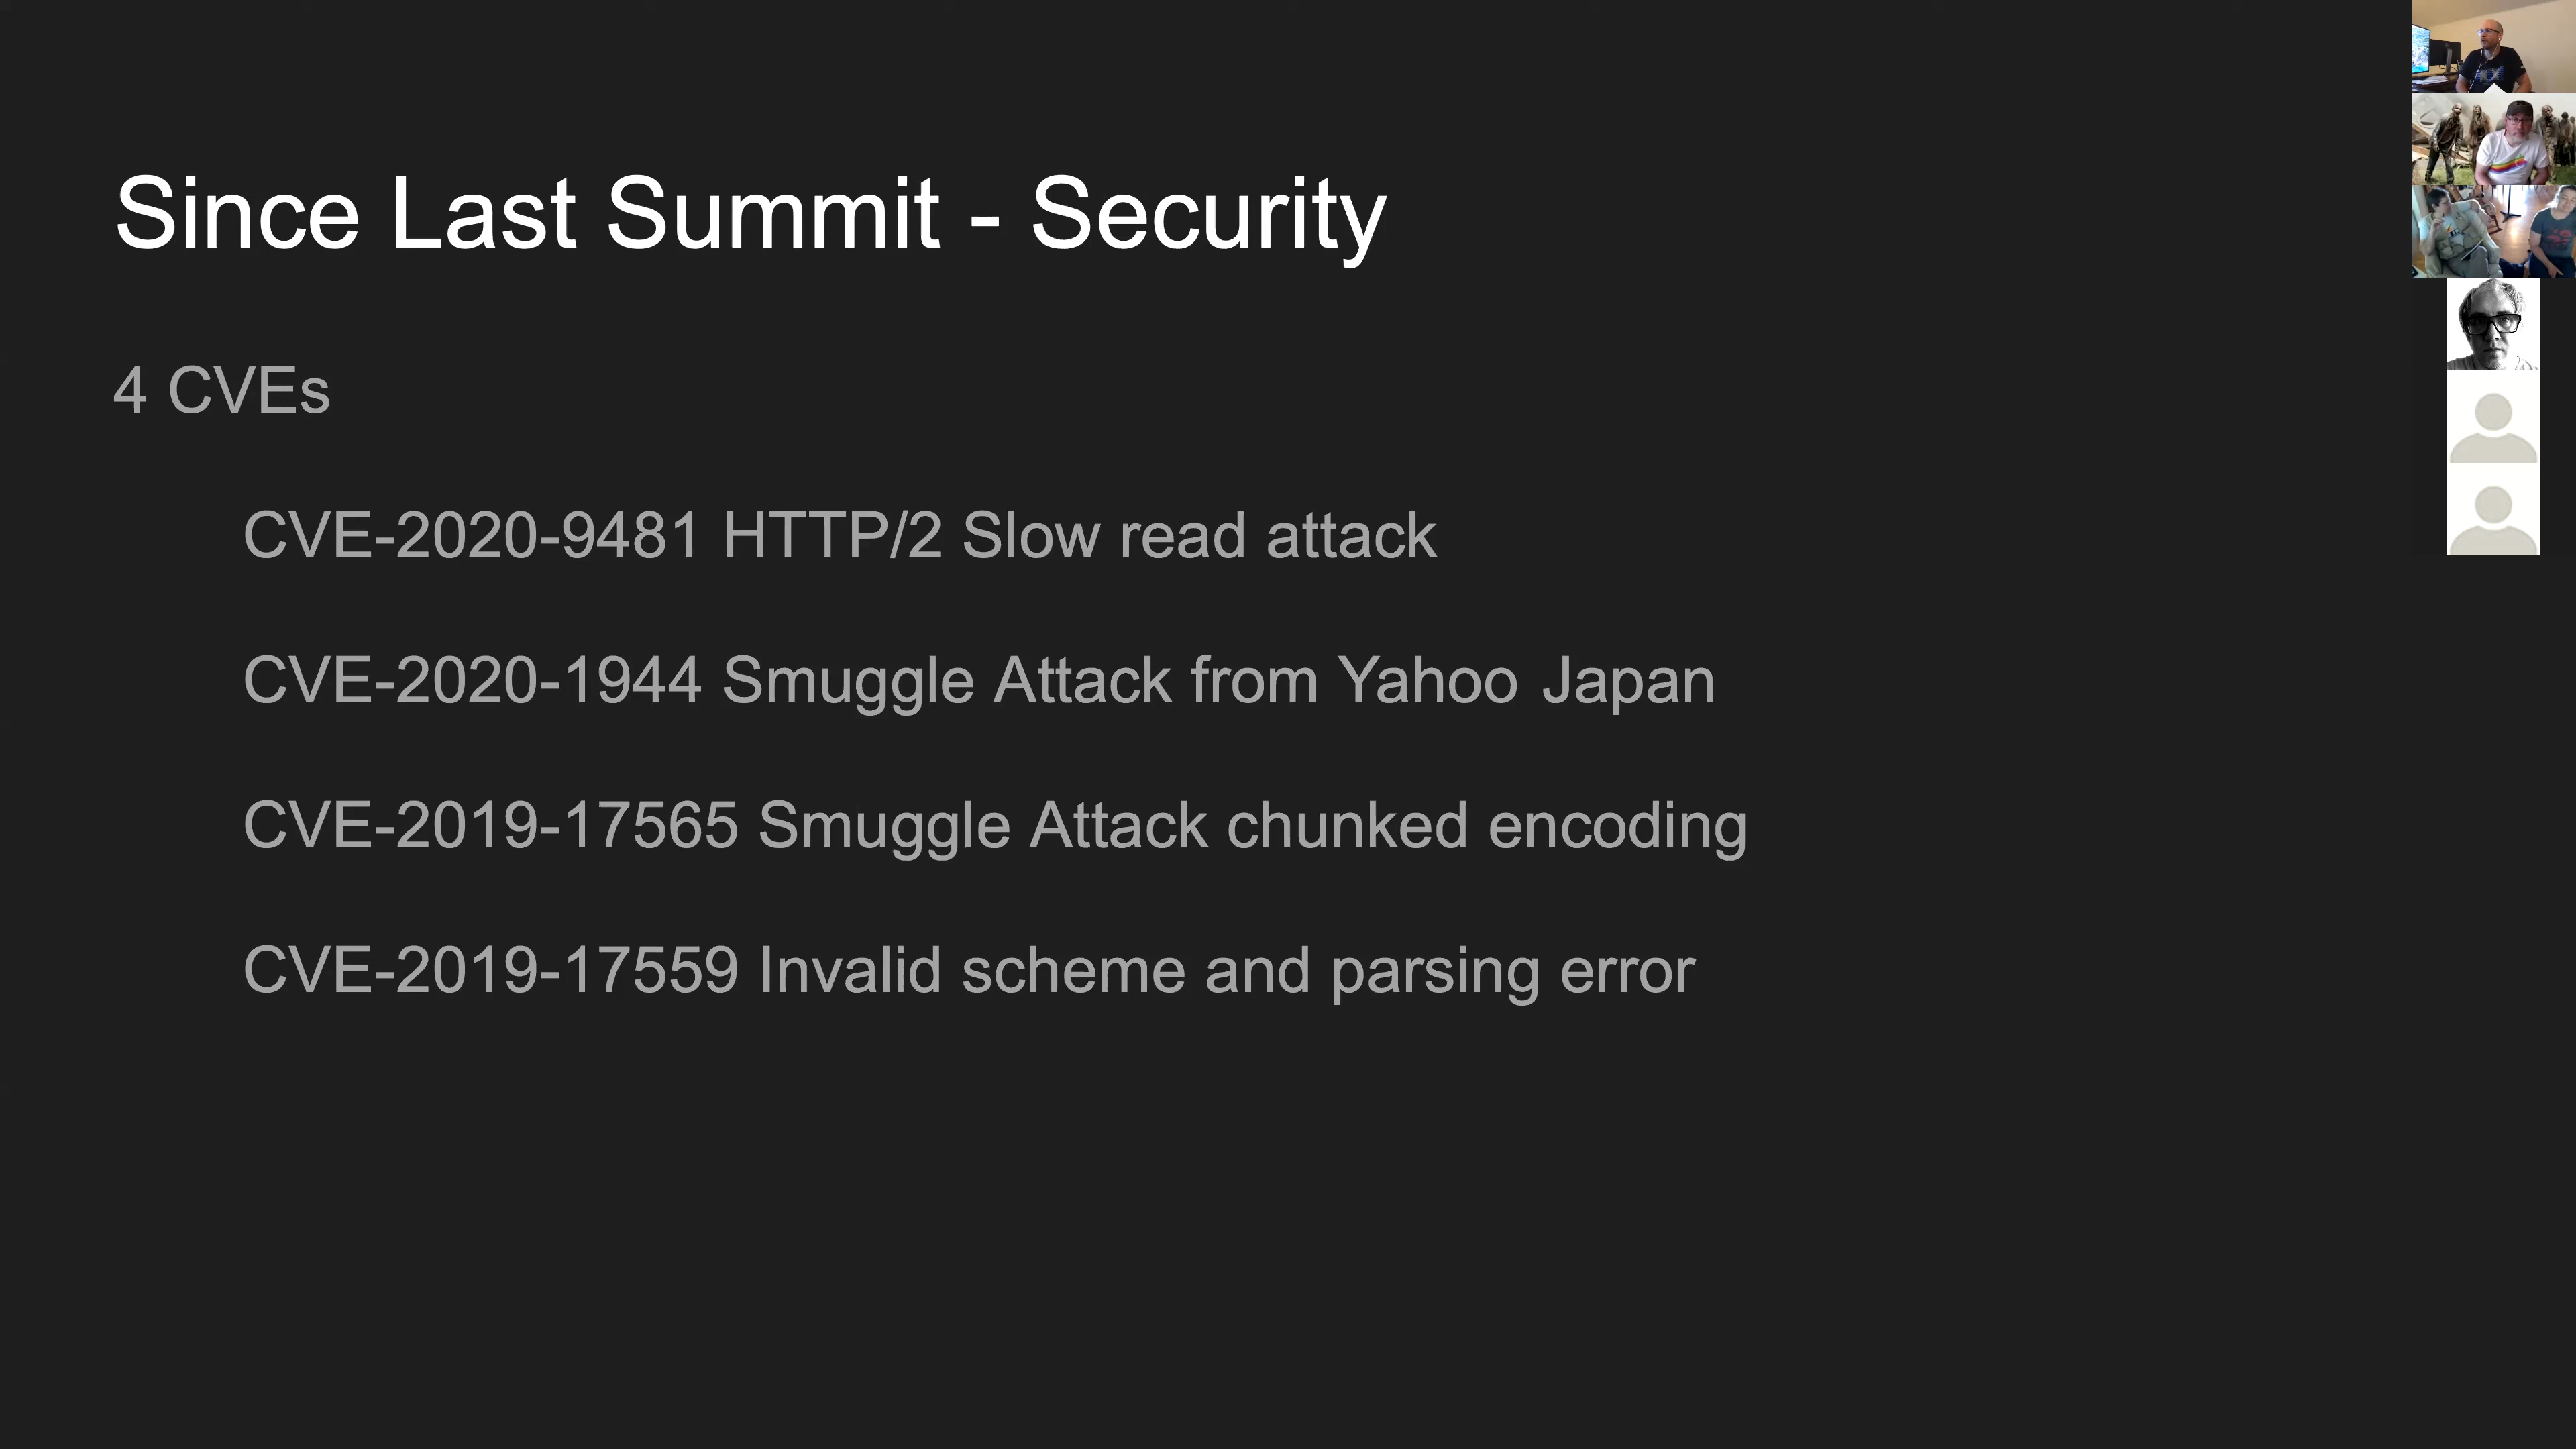 Since Last Summit - Security
4 CVEs
CVE-2020-9481 HTTP/2 Slow read attack
CVE-2020-1944 Smuggle Attack from Yahoo Japan
CVE-2019-17565 Smuggle Attack chunked encoding
CVE-2019-17559 Invalid scheme and parsing error